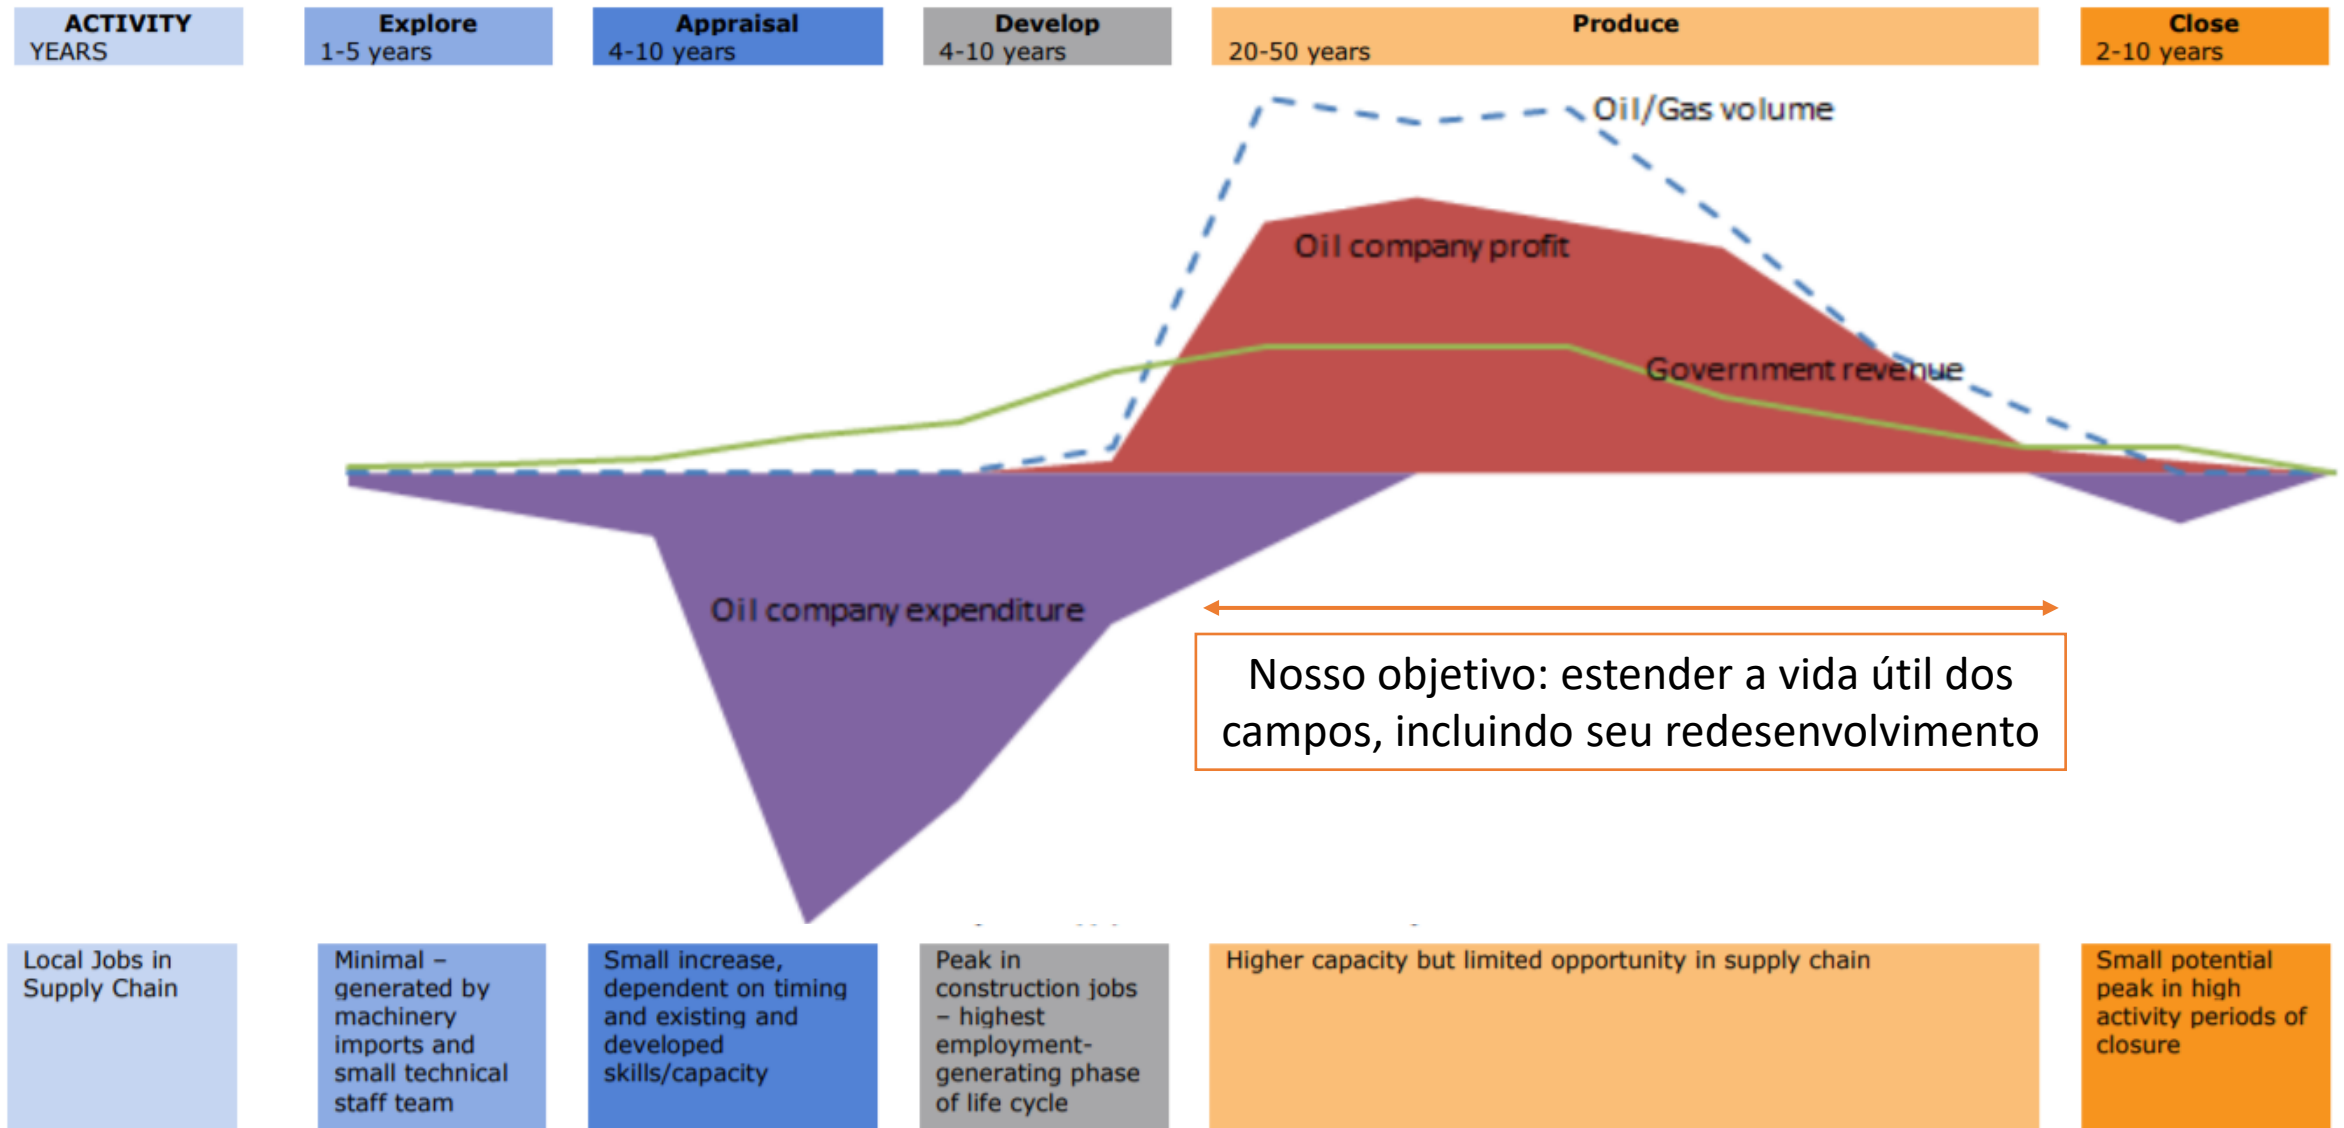 ACTIVITY
YEARS
Explore
1-5 years
Appraisal
4-10 years
Develop
4-10 years
Produce
20-50 years
Close
2-10 years
Oil/Gas volume
Oil company profit
Government revenue
Oil company expenditure
Nosso objetivo: estender a vida útil dos
campos, incluindo seu redesenvolvimento
Local Jobs in
Supply Chain
Minimal –
generated by
machinery
imports and
small technical
staff team
Small increase,
dependent on timing
and existing and
developed
skills/capacity
Peak in
construction jobs
– highest
employment-
generating phase
of life cycle
Higher capacity but limited opportunity in supply chain
Small potential
peak in high
activity periods of
closure